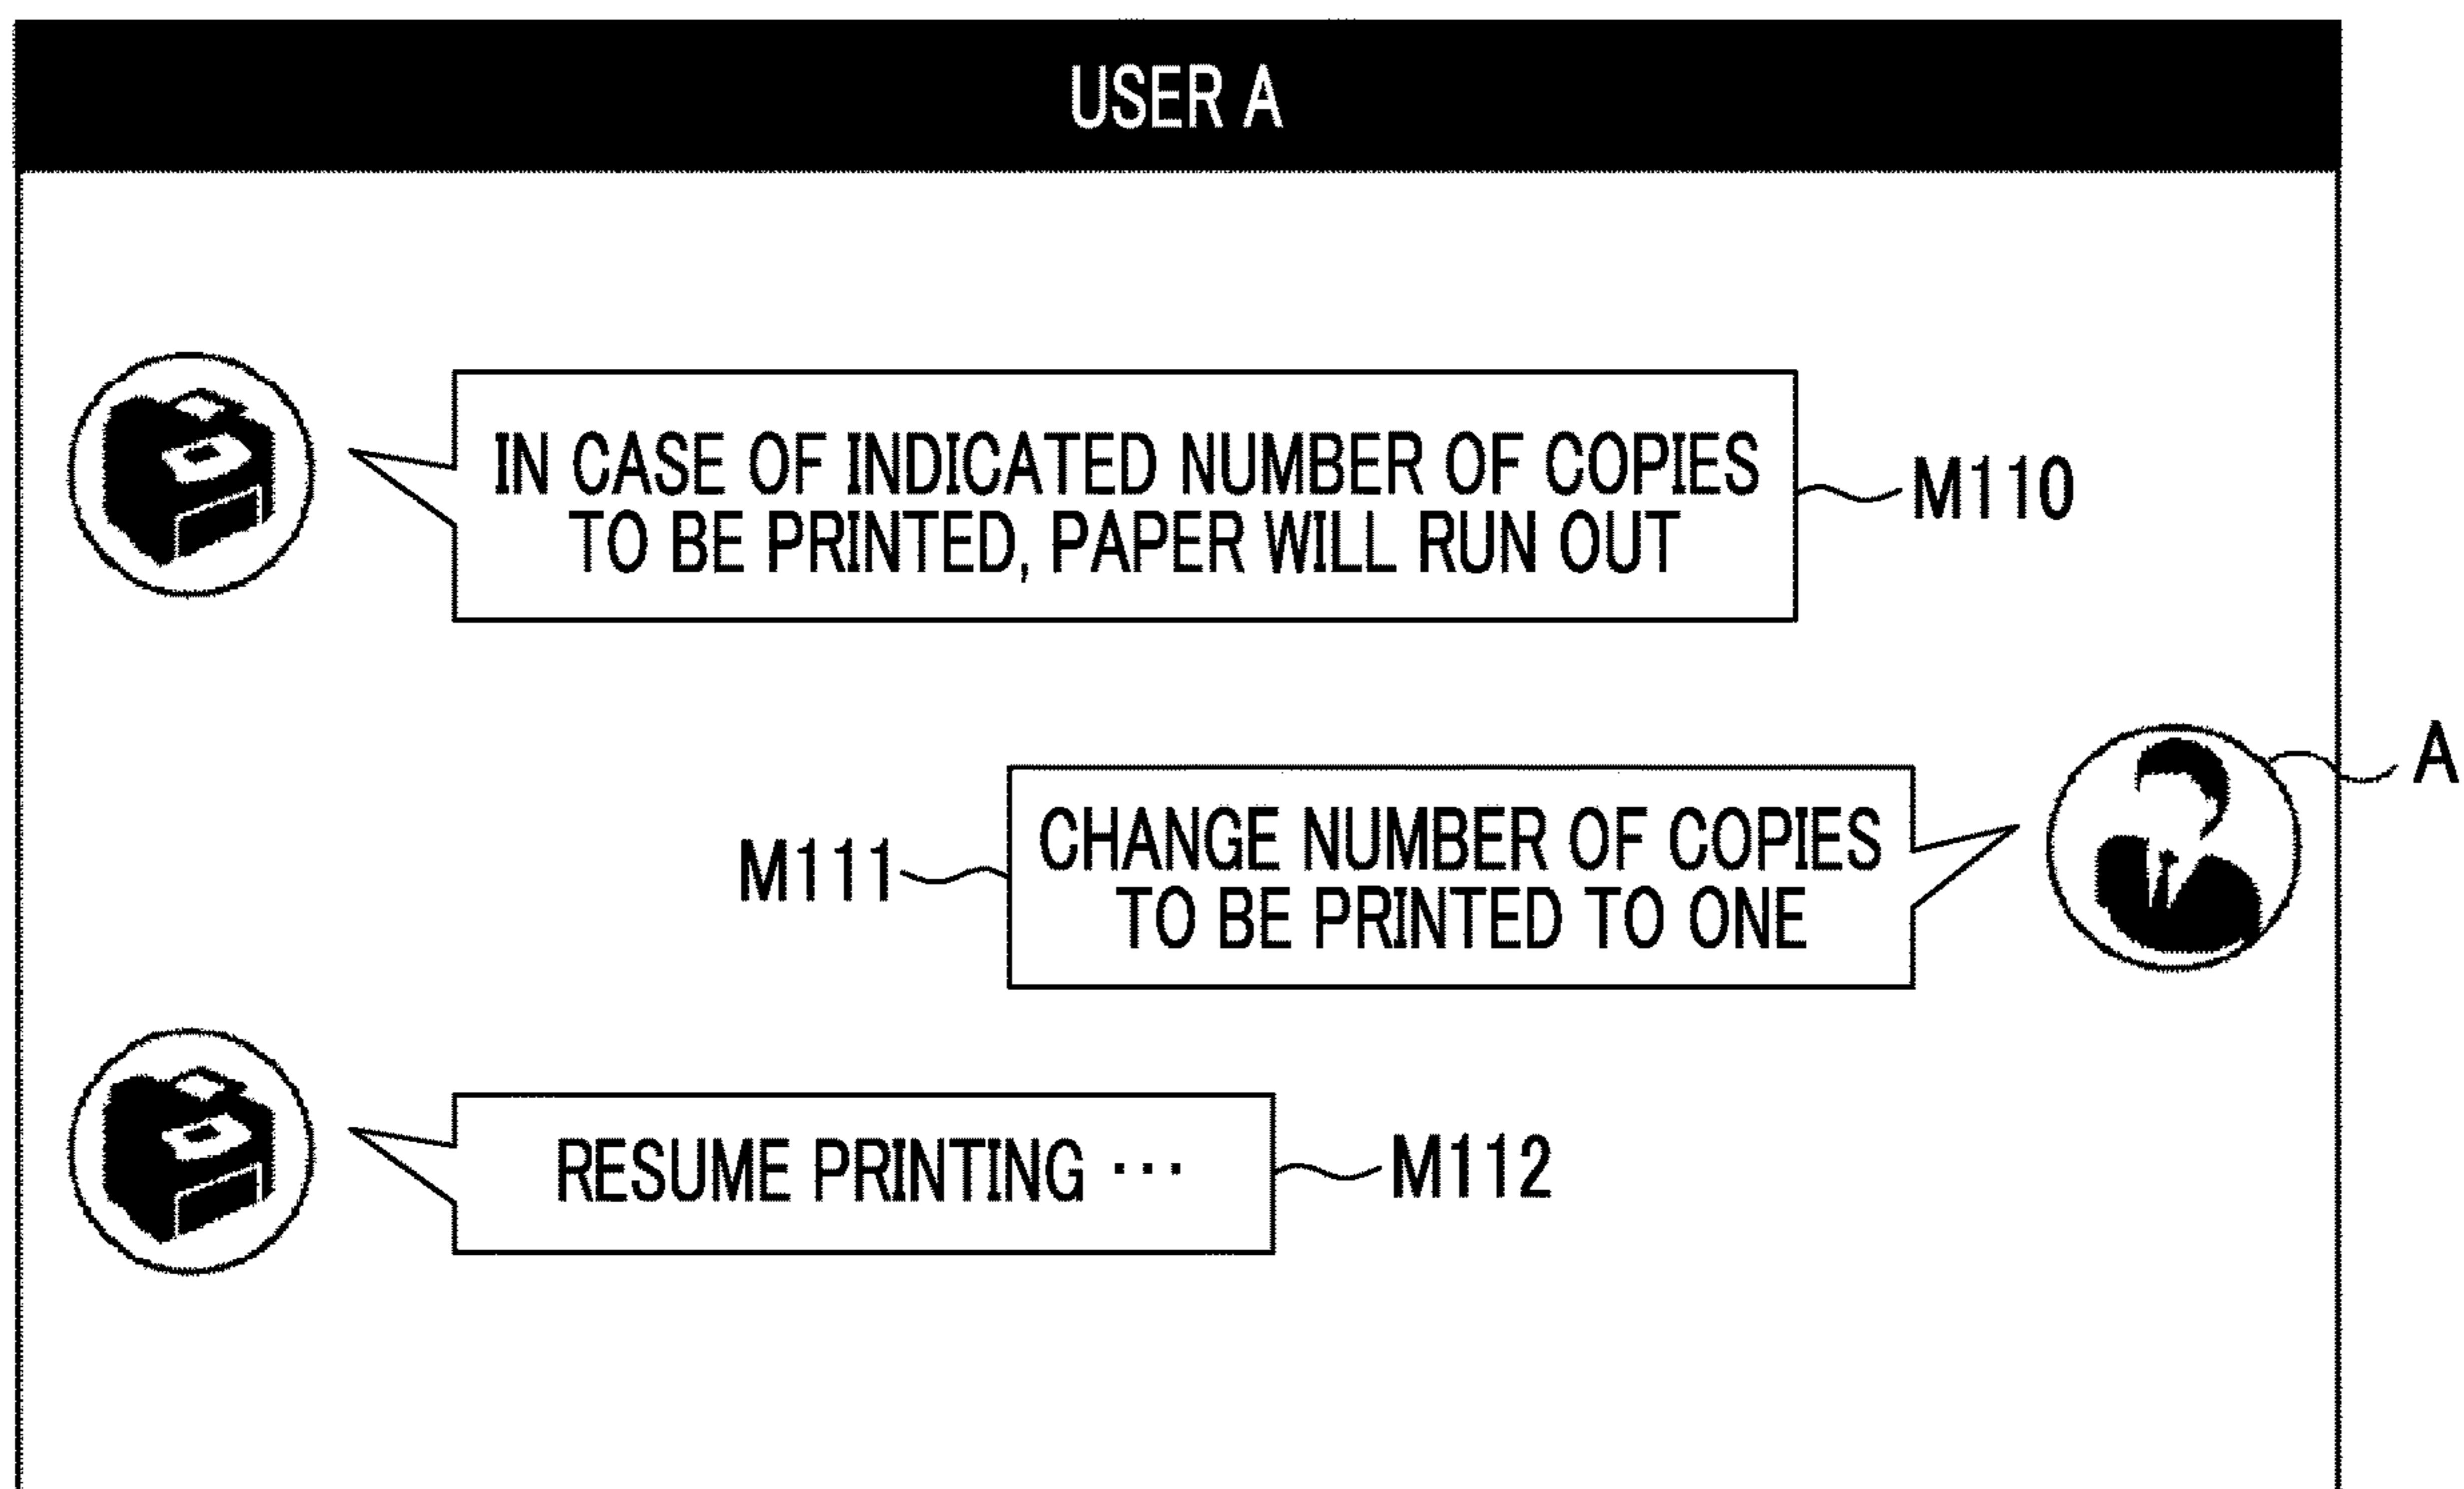 USER A
IN CASE OF INDICATED NUMBER OF COPIES
TO BE PRINTED, PAPER WILL RUN OUT
M110
A
CHANGE NUMBER OF COPIES
TO BE PRINTED TO ONE
M111
RESUME PRINTING ···
M112